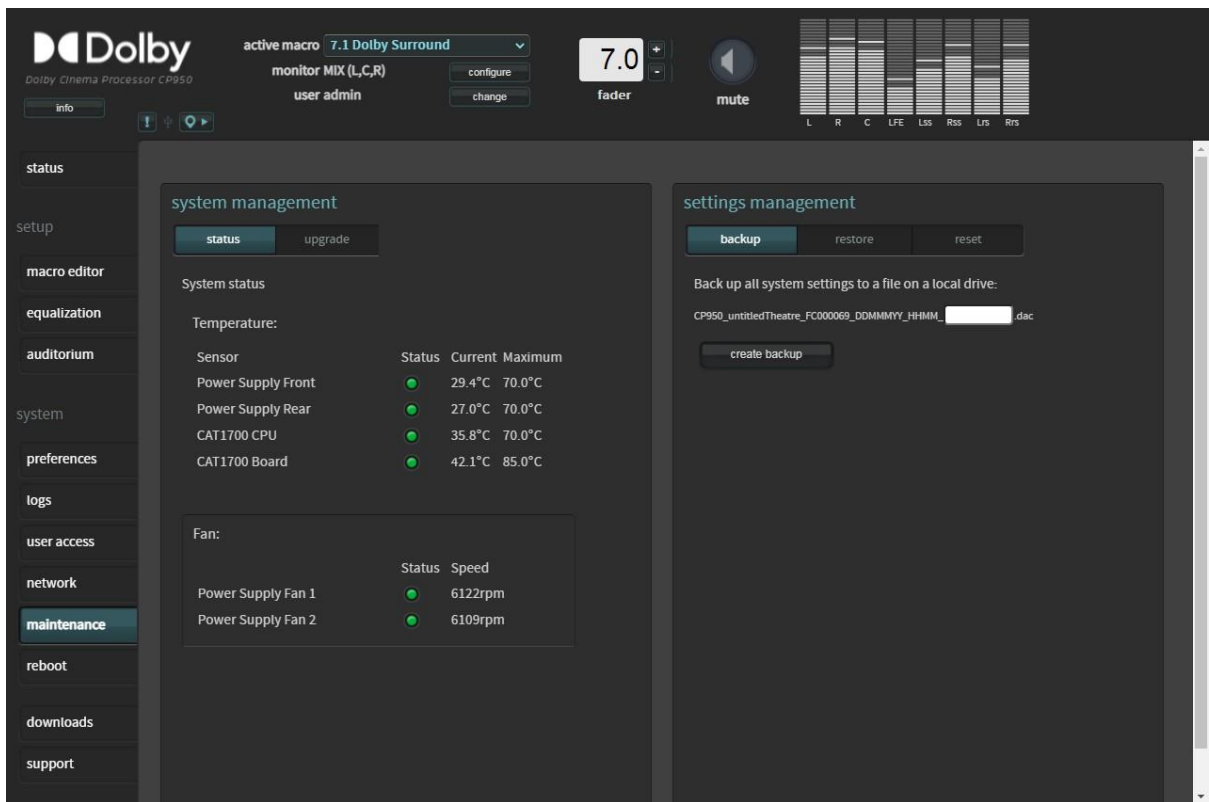 Dolby
Dolby Cinema Processor CP950
info
active macro 7.1 Dolby Surround
monitor MIX (L,C,R) configure
user admin change
7.0 + -
fader
mute
L R C LFE Lss Rss Lrs Rrs
status
setup
macro editor
equalization
auditorium
system
preferences
logs
user access
network
maintenance
reboot
downloads
support
system management
status upgrade
System status
Temperature:
Sensor Status Current Maximum
Power Supply Front 29.4°C 70.0°C
Power Supply Rear 27.0°C 70.0°C
CAT1700 CPU 35.8°C 70.0°C
CAT1700 Board 42.1°C 85.0°C
Fan:
Status Speed
Power Supply Fan 1 6122rpm
Power Supply Fan 2 6109rpm
settings management
backup restore reset
Back up all system settings to a file on a local drive:
CP950_untitledTheatre_FC000069_DDMMMYY_HHMM_ .dac
create backup